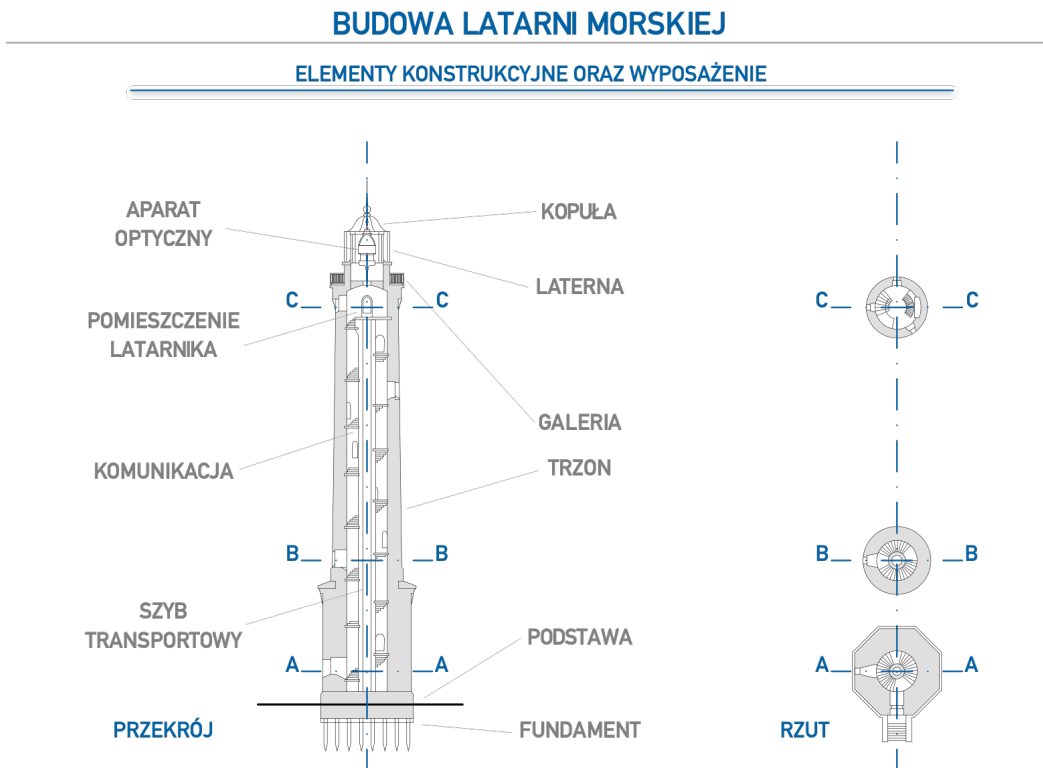 BUDOWA LATARNI MORSKIEJ
ELEMENTY KONSTRUKCYJNE ORAZ WYPOSAŻENIE
APARAT
OPTYCZNY
KOPUŁA
LATERNA
C C
C C
POMIESZCZENIE
LATARNIKA
GALERIA
TRZON
KOMUNIKACJA
B B
B B
SZYB
TRANSPORTOWY
PODSTAWA
A A
A A
PRZEKRÓJ
FUNDAMENT
RZUT